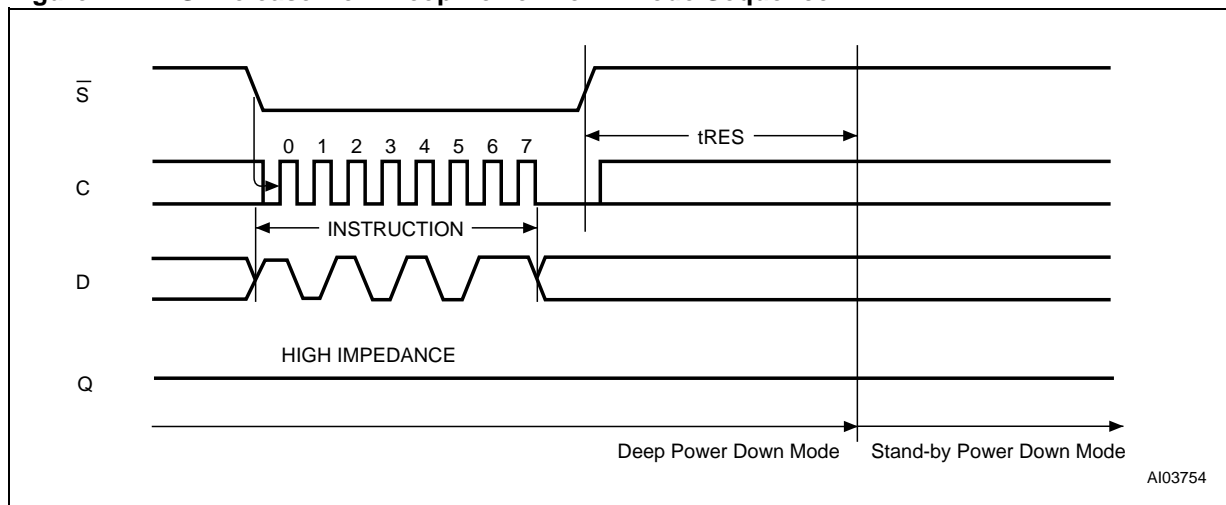 S̅
tRES
0 1 2 3 4 5 6 7
C
INSTRUCTION
D
HIGH IMPEDANCE
Q
Deep Power Down Mode Stand-by Power Down Mode
AI03754